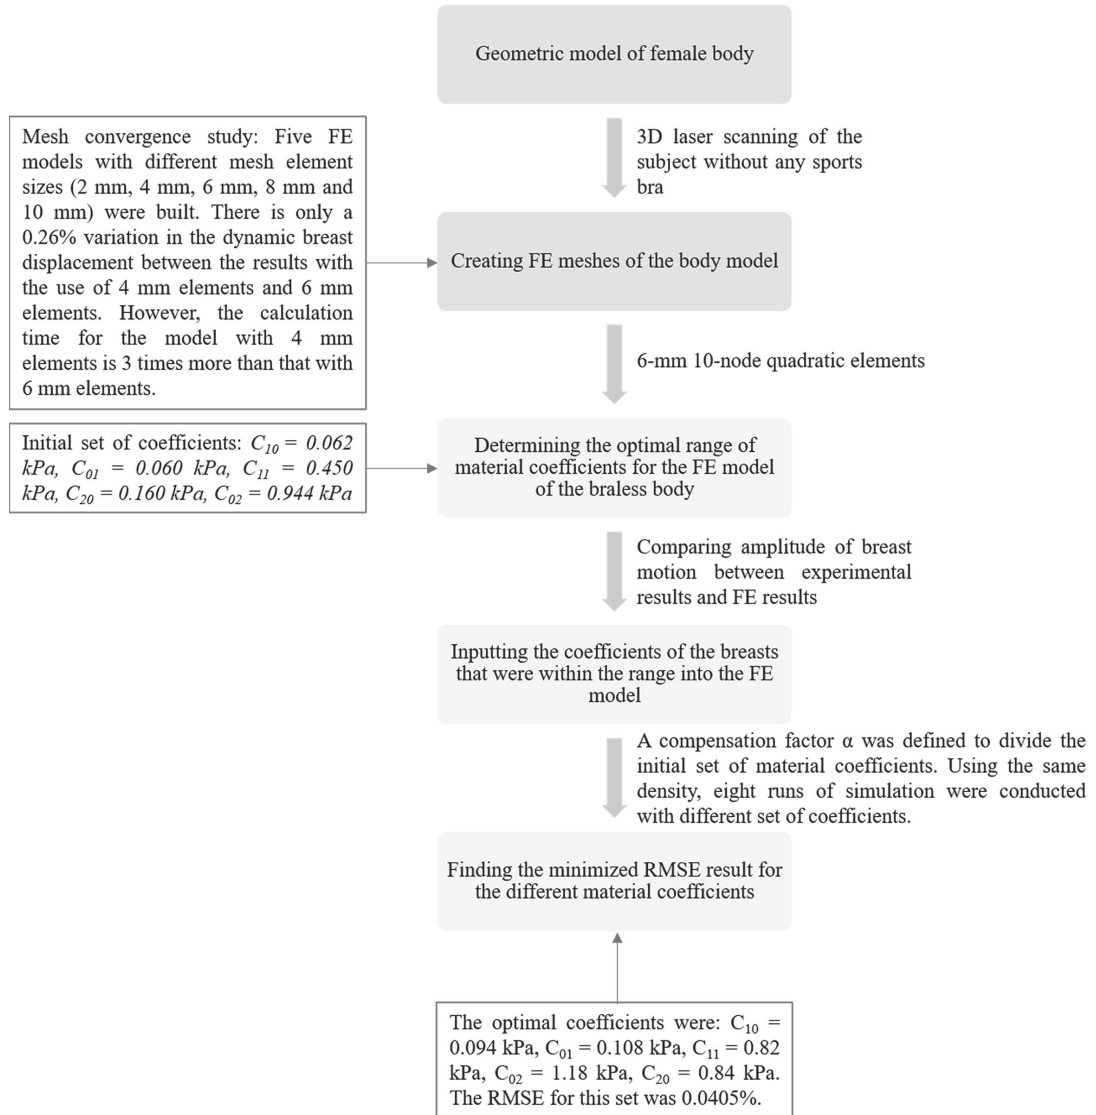 Geometric model of female body
3D laser scanning of the
subject without any sports
bra
Mesh convergence study: Five FE
models with different mesh element
sizes (2 mm, 4 mm, 6 mm, 8 mm and
10 mm) were built. There is only a
0.26% variation in the dynamic breast
displacement between the results with
the use of 4 mm elements and 6 mm
elements. However, the calculation
time for the model with 4 mm
elements is 3 times more than that with
6 mm elements.
Creating FE meshes of the body model
6-mm 10-node quadratic elements
Initial set of coefficients: C₁₀ = 0.062
kPa, C₀₁ = 0.060 kPa, C₁₁ = 0.450
kPa, C₂₀ = 0.160 kPa, C₀₂ = 0.944 kPa
Determining the optimal range of
material coefficients for the FE model
of the braless body
Comparing amplitude of breast
motion between experimental
results and FE results
Inputting the coefficients of the breasts
that were within the range into the FE
model
A compensation factor α was defined to divide the
initial set of material coefficients. Using the same
density, eight runs of simulation were conducted
with different set of coefficients.
Finding the minimized RMSE result for
the different material coefficients
The optimal coefficients were: C₁₀ =
0.094 kPa, C₀₁ = 0.108 kPa, C₁₁ = 0.82
kPa, C₀₂ = 1.18 kPa, C₂₀ = 0.84 kPa.
The RMSE for this set was 0.0405%.